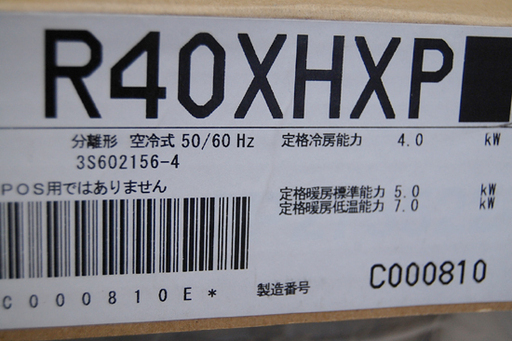 R40XHXP
分離形 空冷式 50/60 Hz 定格冷房能力 4.0 kW
3S602156-4
POS用ではありません
定格暖房標準能力 5.0 kW
定格暖房低温能力 7.0 kW
C000810E*
製造番号 C000810